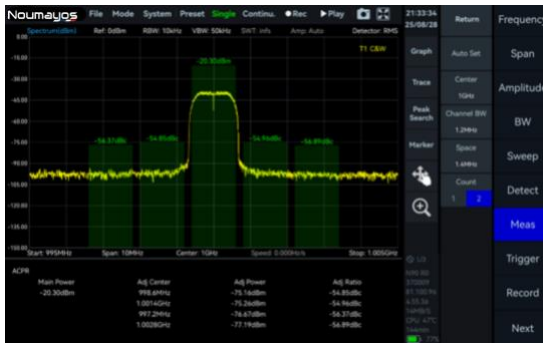 Noumayos File Mode System Preset Single Continu. ●Rec ▶Play 21:33:34 25/08/28
Spectrum(dBm) Ref: 0dBm RBW: 10kHz VBW: 50kHz SWT: infs Amp: Auto Detector: RMS
T1: C&W
-20.30dBm
-56.37dBc -54.85dBc -54.96dBc -56.89dBc
Start: 995MHz Span: 10MHz Center: 1GHz Speed: 0.000GHz/s Stop: 1.005GHz
ACPR
Main Power Adj Center Adj Power Adj Ratio
-20.30dBm 998.6MHz -75.16dBm -54.85dBc
1.0014GHz -75.26dBm -54.96dBc
997.2MHz -76.67dBm -56.37dBc
1.0028GHz -77.19dBm -56.89dBc
Graph
Trace
Peak Search
Marker
CPU: 47°C
77%
Return
Auto Set
Center
1GHz
Channel BW
1.2MHz
Space
1.4MHz
Count
1 2
Frequency
Span
Amplitude
BW
Sweep
Detect
Meas
Trigger
Record
Next